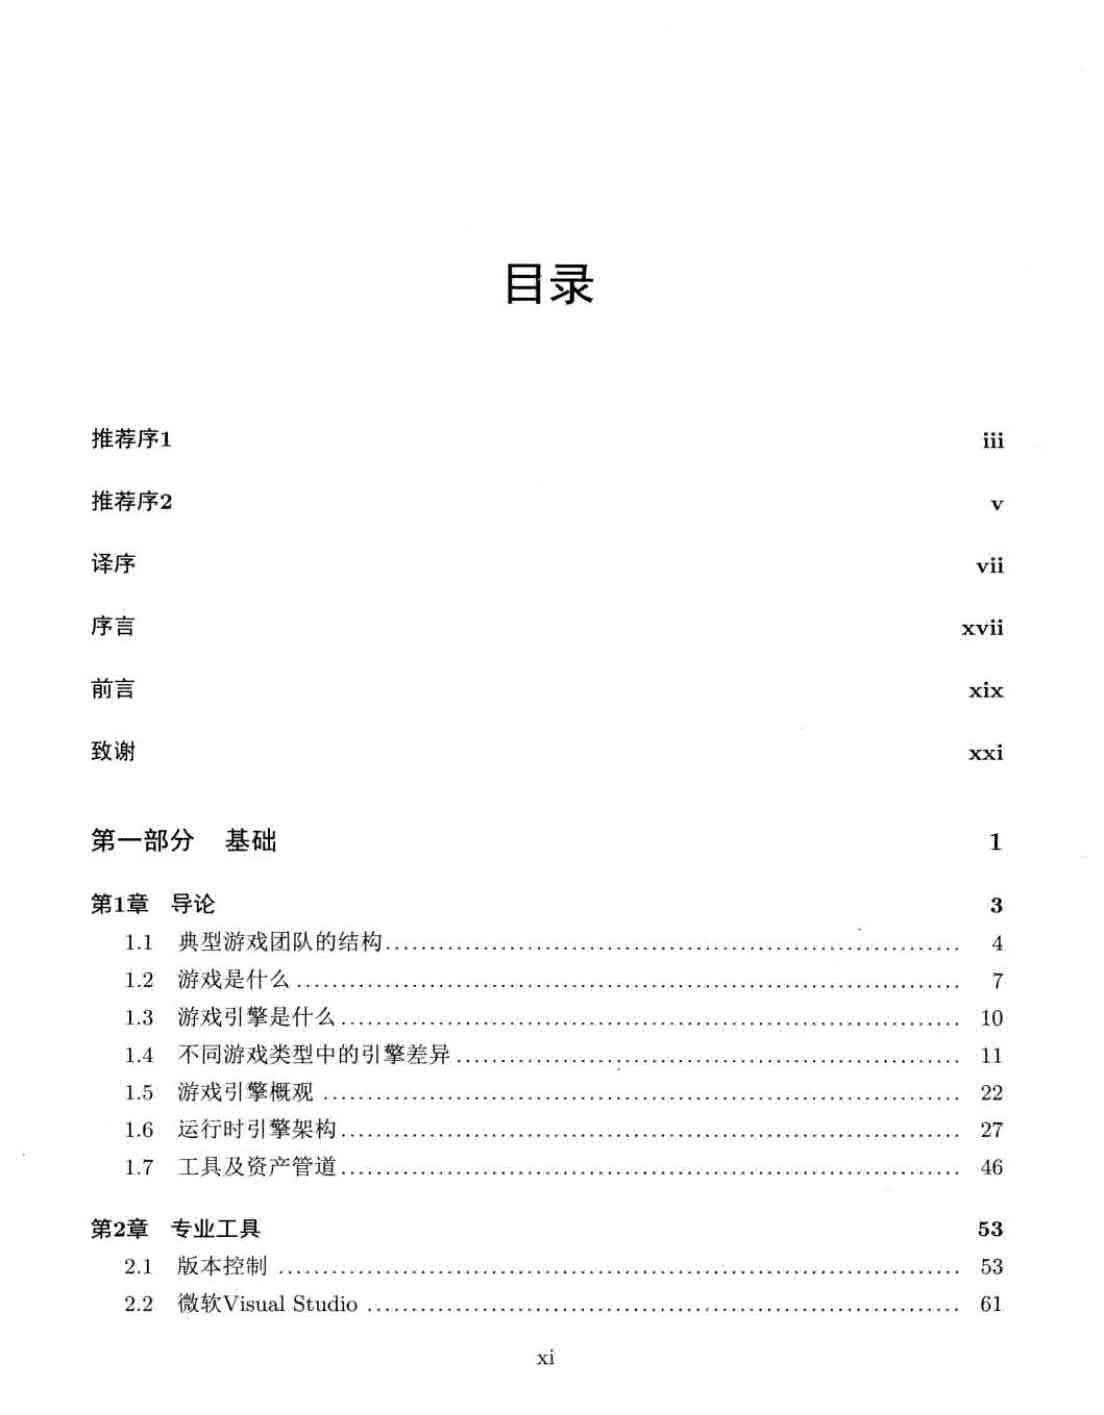 目录
推荐序1 iii
推荐序2 v
译序 vii
序言 xvii
前言 xix
致谢 xxi
第一部分 基础 1
第1章 导论 3
1.1 典型游戏团队的结构 4
1.2 游戏是什么 7
1.3 游戏引擎是什么 10
1.4 不同游戏类型中的引擎差异 11
1.5 游戏引擎概观 22
1.6 运行时引擎架构 27
1.7 工具及资产管道 46
第2章 专业工具 53
2.1 版本控制 53
2.2 微软Visual Studio 61
xi